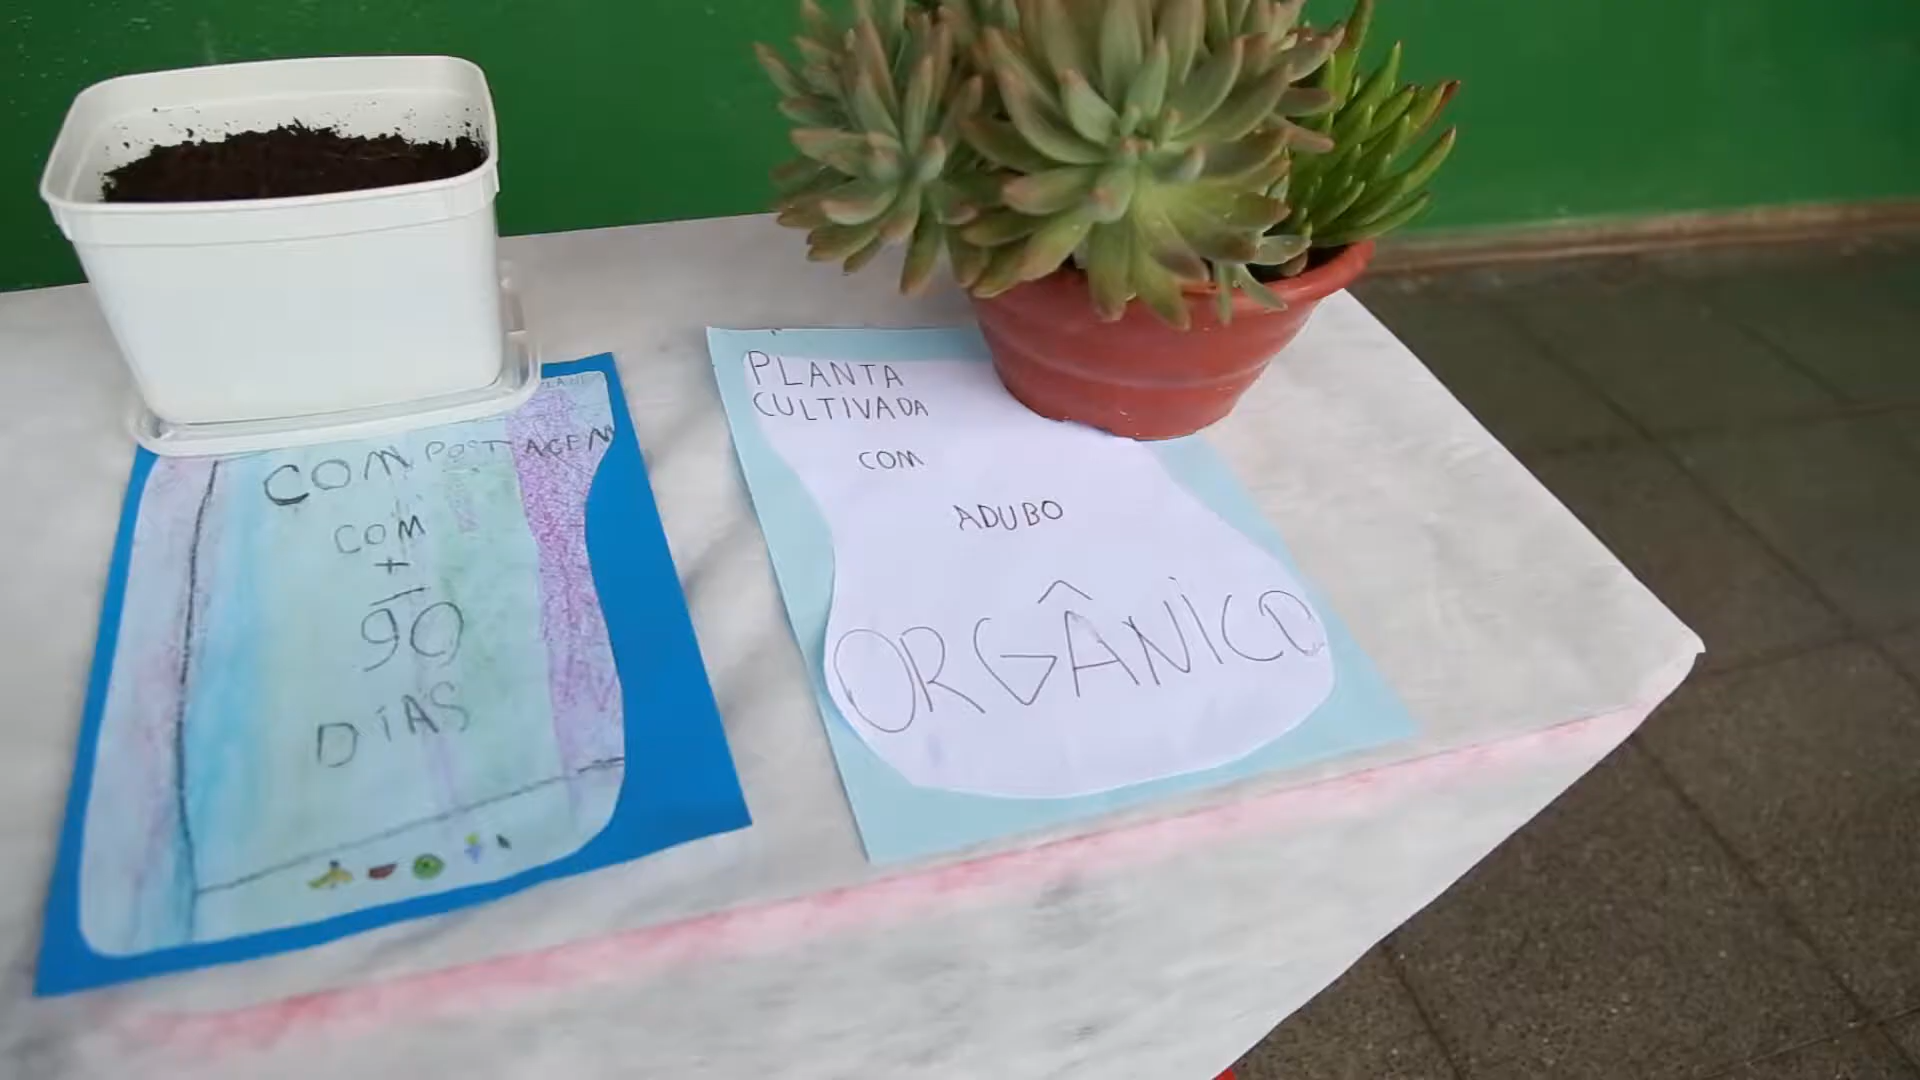 COMPOSTAGEM
COM
+
—
90
DIAS
PLANTA
CULTIVADA
COM
ADUBO
ORGÂNICO